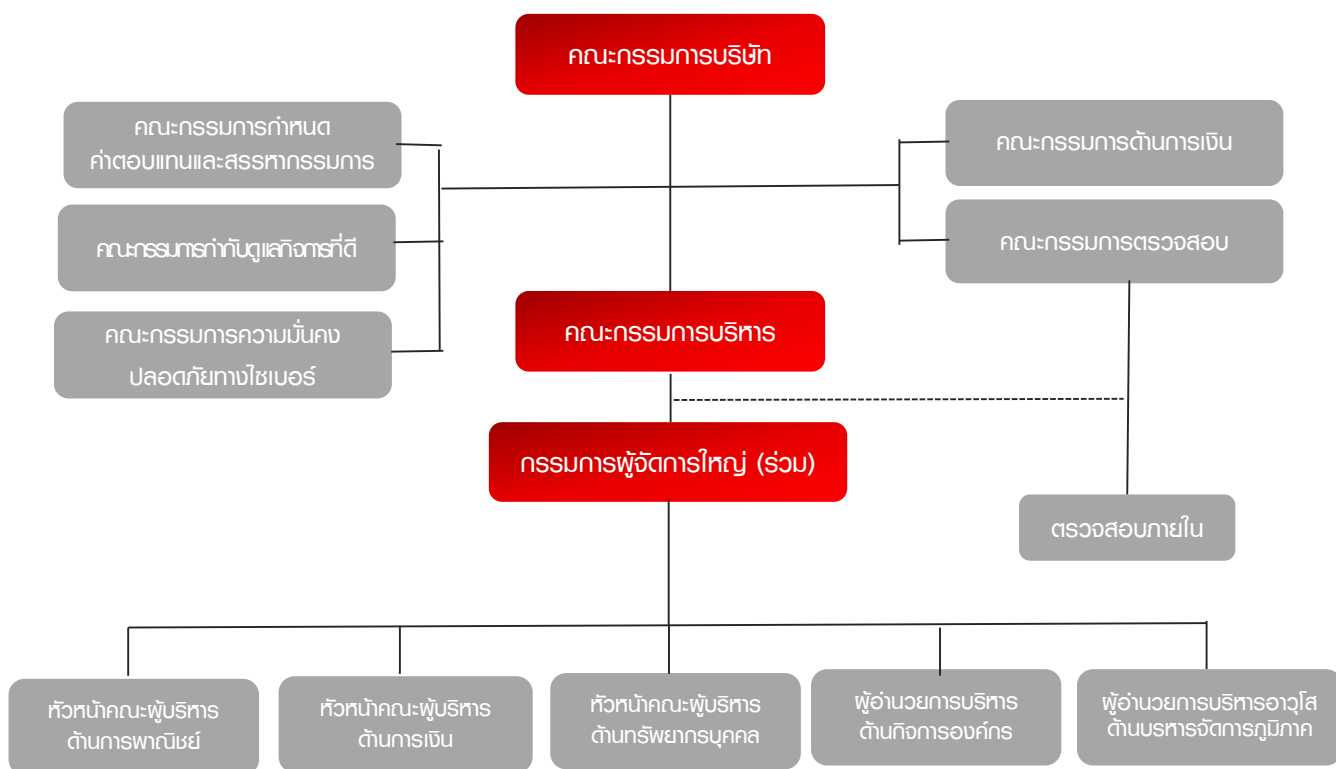 คณะกรรมการบริษัท
คณะกรรมการกำหนด
ค่าตอบแทนและสรรหากรรมการ
คณะกรรมการด้านการเงิน
คณะกรรมการกำกับดูแลกิจการที่ดี
คณะกรรมการตรวจสอบ
คณะกรรมการความมั่นคง
ปลอดภัยทางไซเบอร์
คณะกรรมการบริหาร
กรรมการผู้จัดการใหญ่ (ร่วม)
ตรวจสอบภายใน
หัวหน้าคณะผู้บริหาร
ด้านการพาณิชย์
หัวหน้าคณะผู้บริหาร
ด้านการเงิน
หัวหน้าคณะผู้บริหาร
ด้านทรัพยากรบุคคล
ผู้อำนวยการบริหาร
ด้านกิจการองค์กร
ผู้อำนวยการบริหารอาวุโส
ด้านบรหารจัดการภูมิภาค